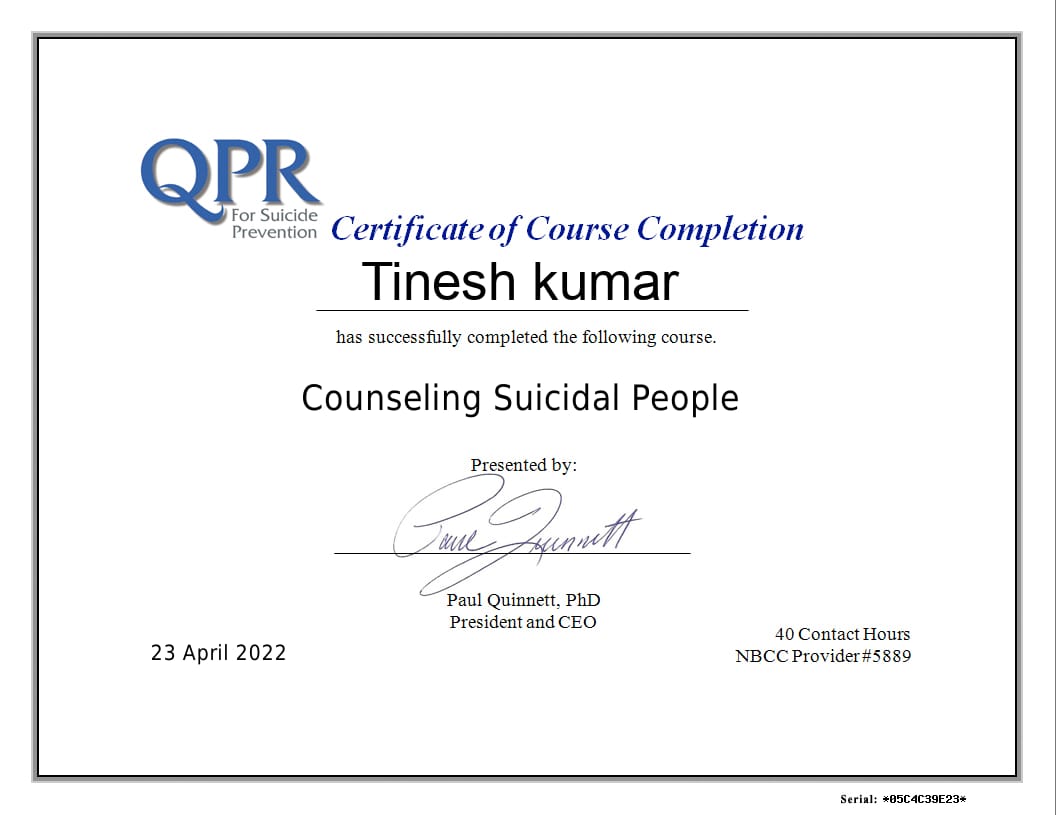 QPR
For Suicide
Prevention
Certificate of Course Completion
Tinesh kumar
has successfully completed the following course.
Counseling Suicidal People
Presented by:
Paul Quinnett
Paul Quinnett, PhD
President and CEO
40 Contact Hours
23 April 2022
NBCC Provider#5889
Serial: *05C4C39E23*